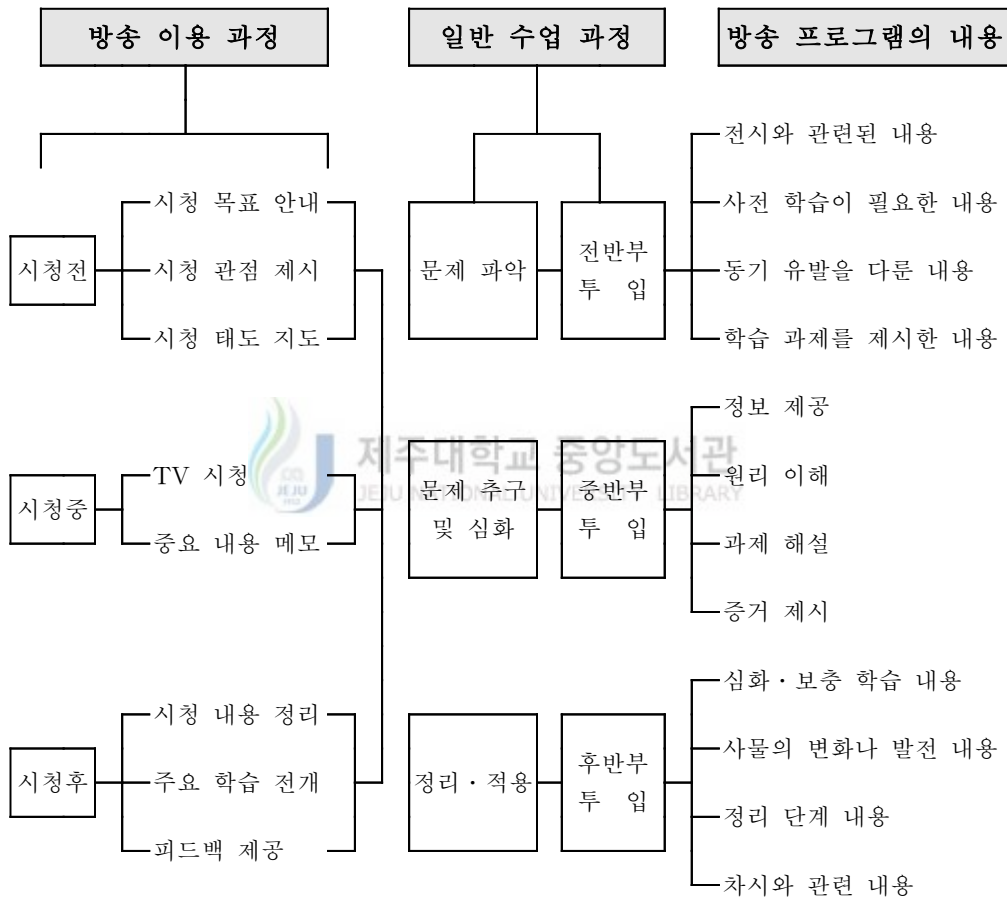 방송 이용 과정
일반 수업 과정
방송 프로그램의 내용
시청전
시청 목표 안내
시청 관점 제시
시청 태도 지도
문제 파악
전반부
투 입
전시와 관련된 내용
사전 학습이 필요한 내용
동기 유발을 다룬 내용
학습 과제를 제시한 내용
시청중
TV 시청
중요 내용 메모
문제 추구
및 심화
중반부
투 입
정보 제공
원리 이해
과제 해설
증거 제시
제주대학교 중앙도서관
JEJU NATIONAL UNIVERSITY LIBRARY
JEJU
1952
시청후
시청 내용 정리
주요 학습 전개
피드백 제공
정리·적용
후반부
투 입
심화·보충 학습 내용
사물의 변화나 발전 내용
정리 단계 내용
차시와 관련 내용